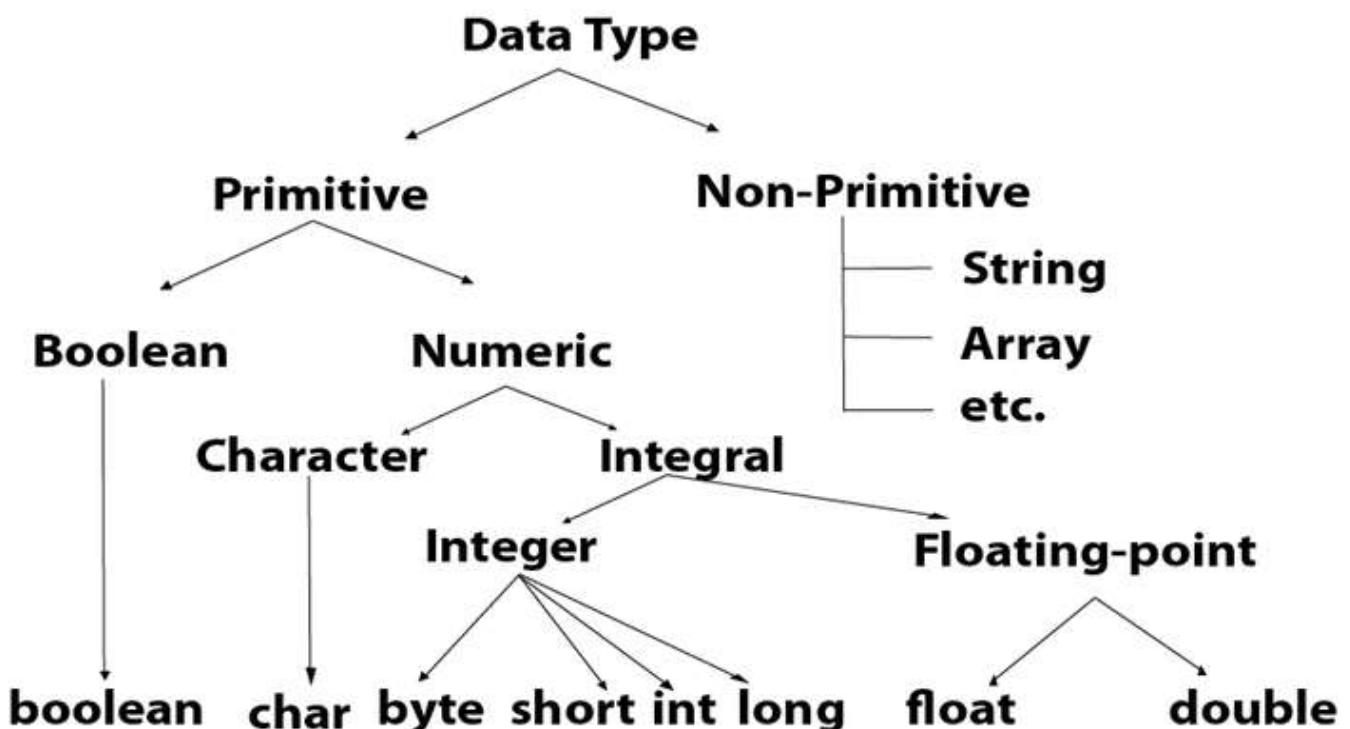 Data Type
Primitive
Non-Primitive
String
Array
etc.
Boolean
Numeric
Character
Integral
Integer
Floating-point
boolean
char
byte
short
int
long
float
double